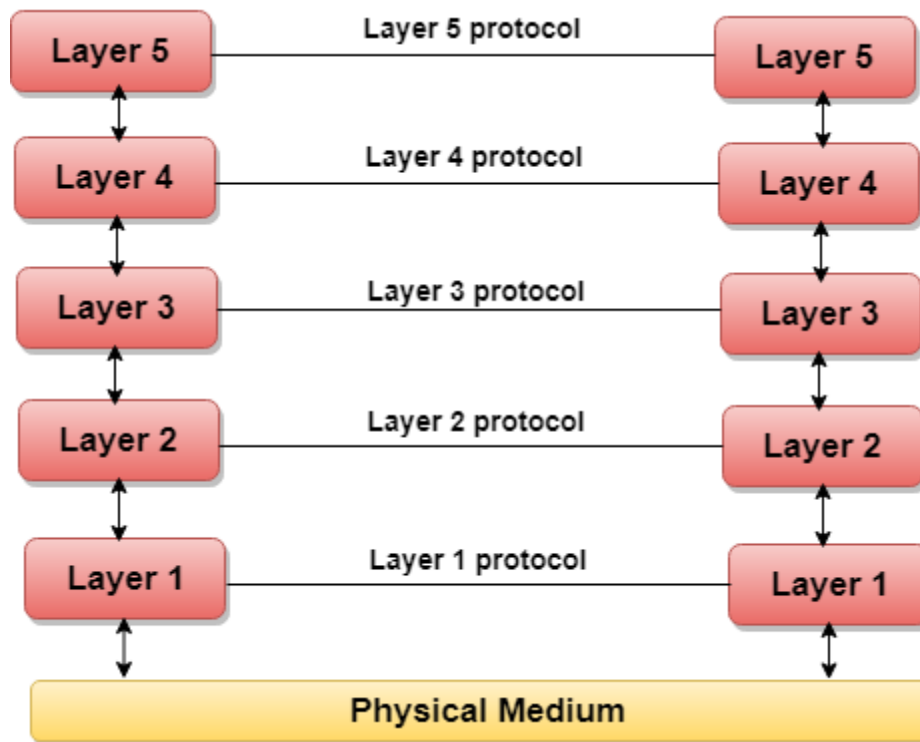 Layer 5 protocol
Layer 5
Layer 5
Layer 4 protocol
Layer 4
Layer 4
Layer 3 protocol
Layer 3
Layer 3
Layer 2 protocol
Layer 2
Layer 2
Layer 1 protocol
Layer 1
Layer 1
Physical Medium